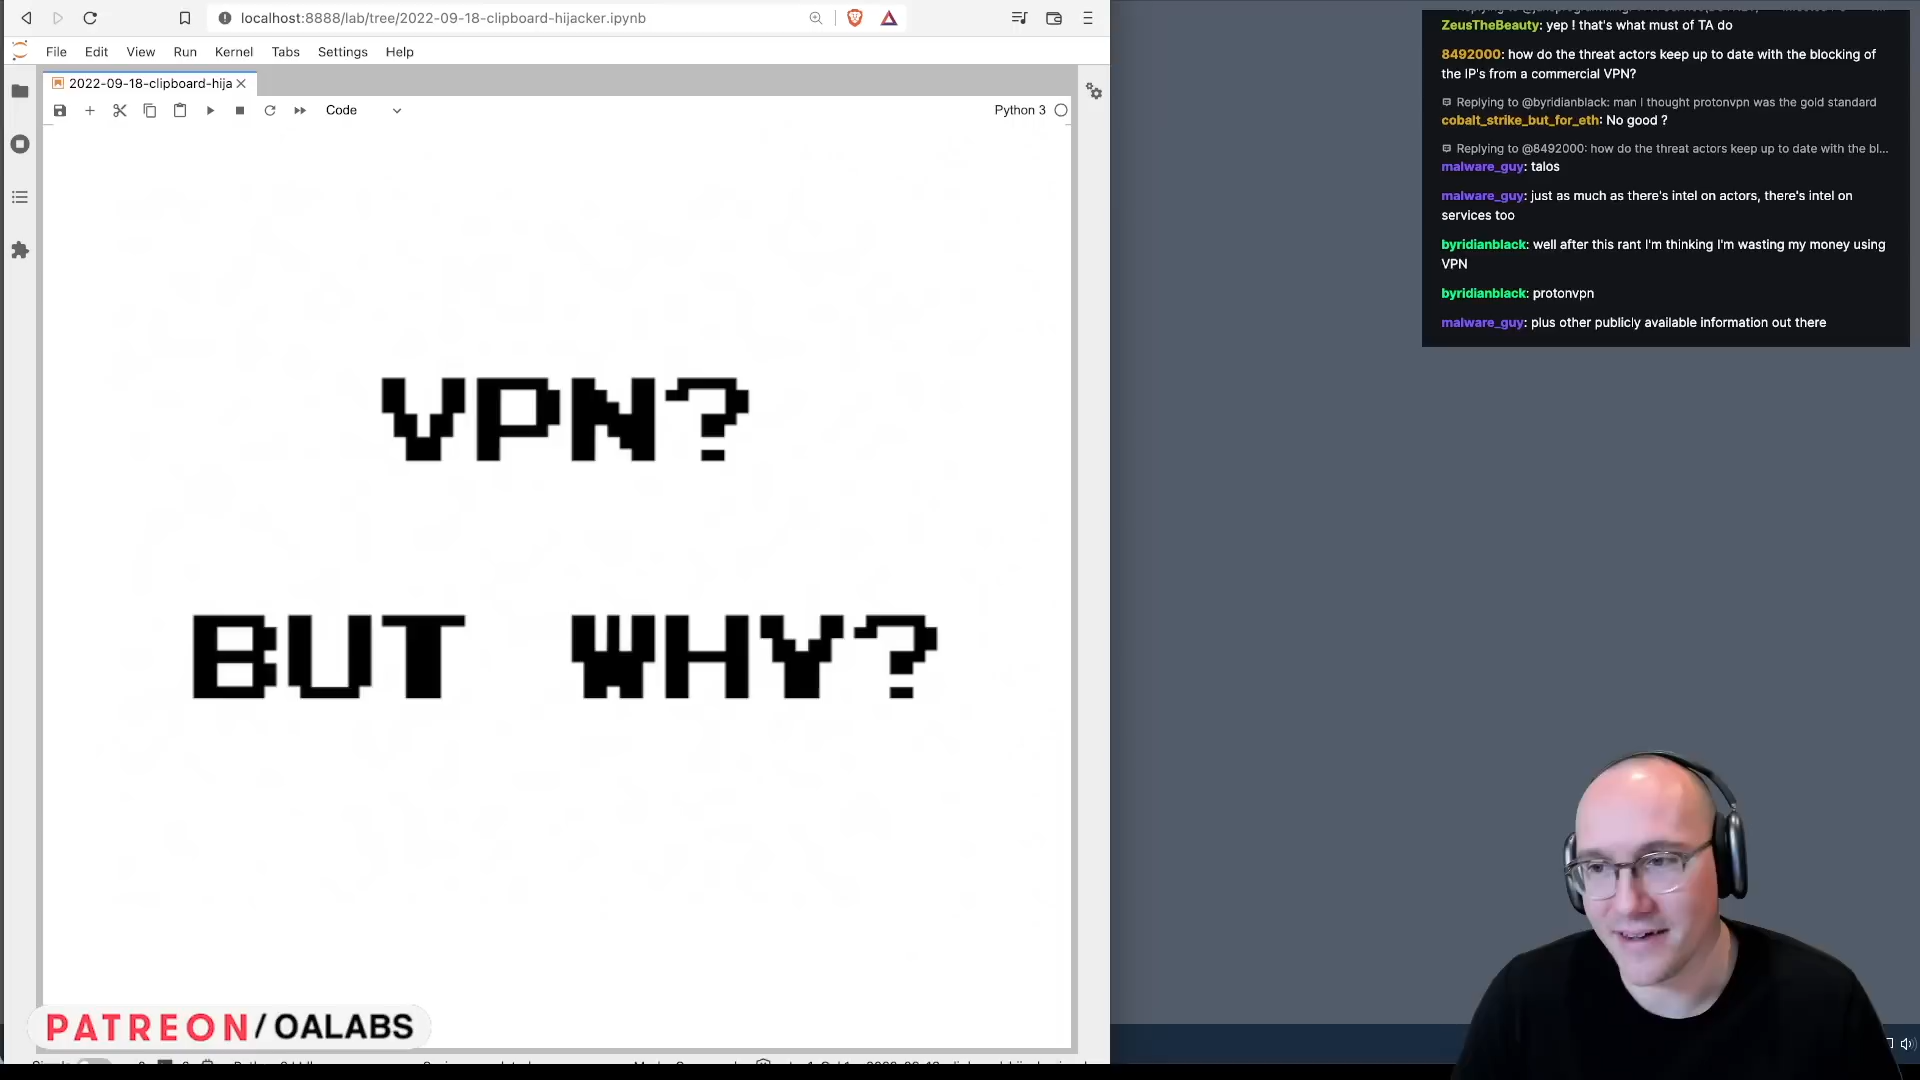 localhost:8888/lab/tree/2022-09-18-clipboard-hijacker.ipynb
File Edit View Run Kernel Tabs Settings Help
2022-09-18-clipboard-hija
Code
Python 3
VPN?
BUT WHY?
PATREON/OALABS
ZeusTheBeauty: yep ! that's what must of TA do
8492000: how do the threat actors keep up to date with the blocking of
the IP's from a commercial VPN?
Replying to @byridianblack: man I thought protonvpn was the gold standard
cobalt_strike_but_for_eth: No good ?
Replying to @8492000: how do the threat actors keep up to date with the bl...
malware_guy: talos
malware_guy: just as much as there's intel on actors, there's intel on
services too
byridianblack: well after this rant I'm thinking I'm wasting my money using
VPN
byridianblack: protonvpn
malware_guy: plus other publicly available information out there